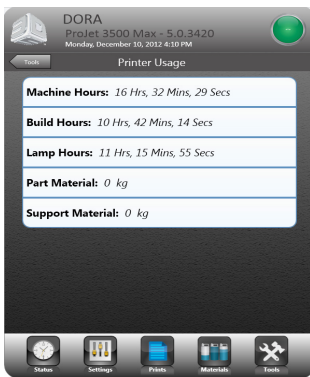 DORA
ProJet 3500 Max - 5.0.3420
Monday, December 10, 2012 4:10 PM
Tools
Printer Usage
Machine Hours: 16 Hrs, 32 Mins, 29 Secs
Build Hours: 10 Hrs, 42 Mins, 14 Secs
Lamp Hours: 11 Hrs, 15 Mins, 55 Secs
Part Material: 0 kg
Support Material: 0 kg
Status
Settings
Prints
Materials
Tools